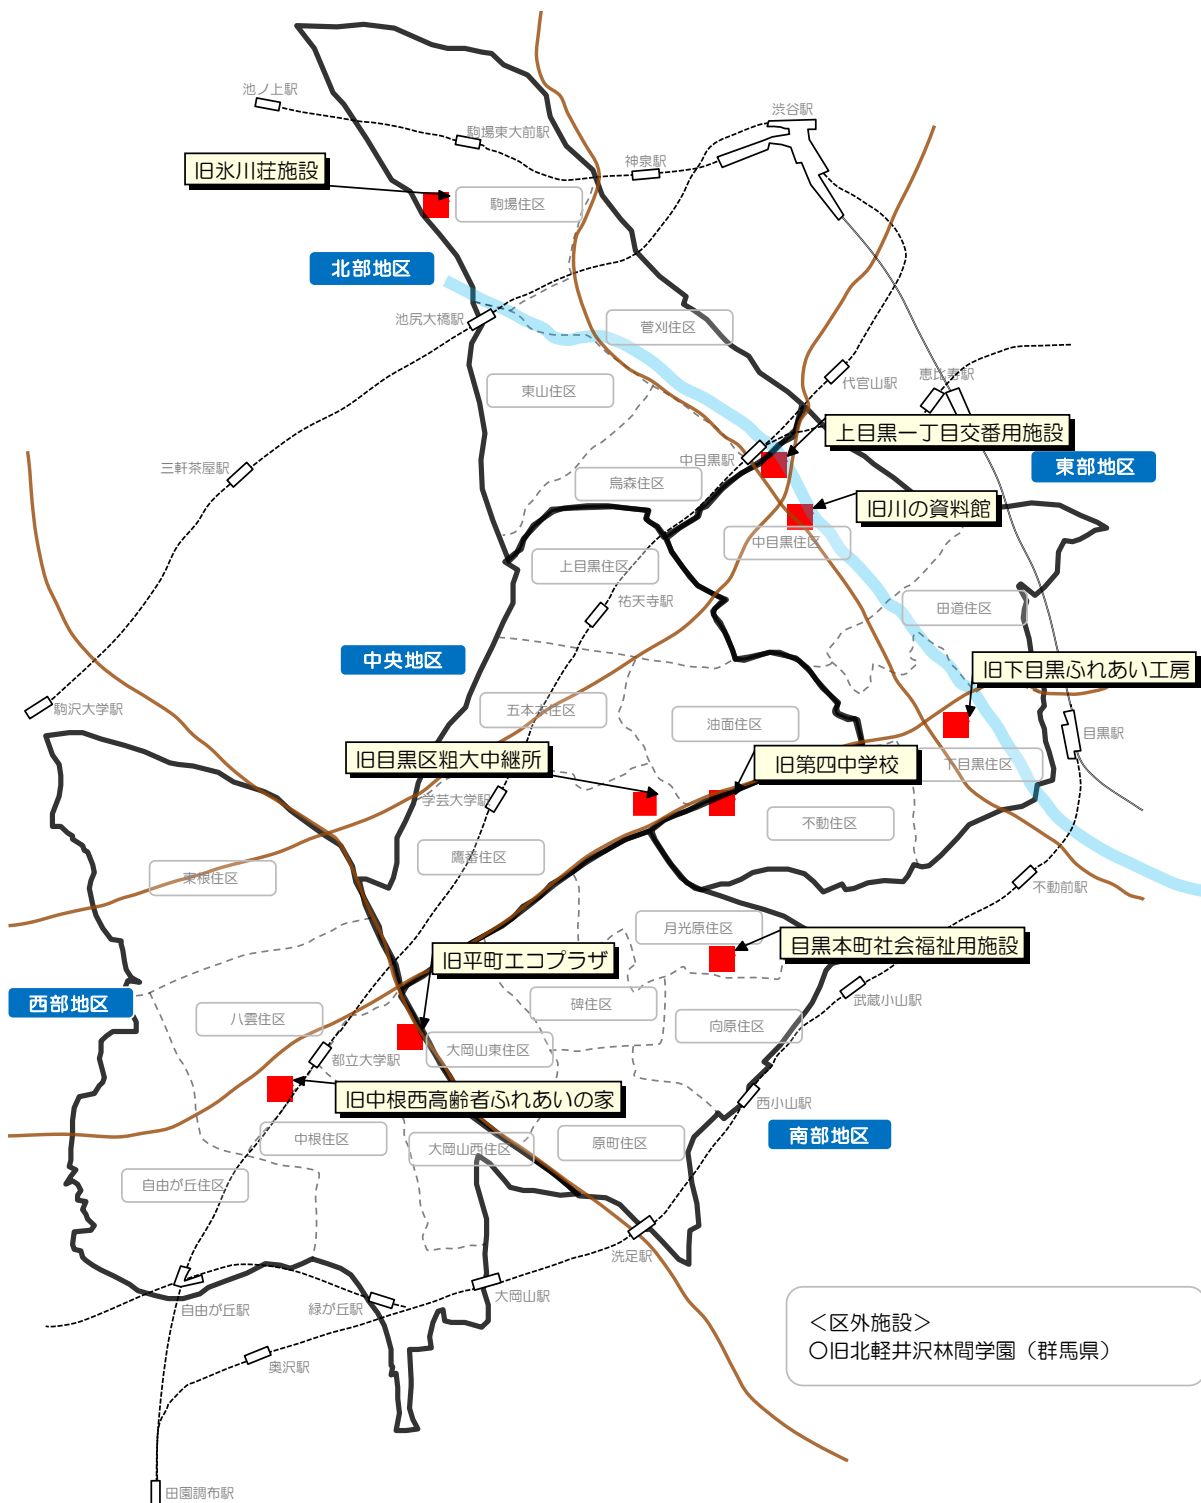 池ノ上駅
渋谷駅
駒場東大前駅
神泉駅
旧氷川荘施設
駒場住区
北部地区
池尻大橋駅
菅刈住区
代官山駅
恵比寿駅
東山住区
上目黒一丁目交番用施設
中目黒駅
東部地区
三軒茶屋駅
烏森住区
旧川の資料館
中目黒住区
上目黒住区
祐天寺駅
田道住区
中央地区
旧下目黒ふれあい工房
駒沢大学駅
五本木住区
油面住区
目黒駅
旧目黒区粗大中継所
旧第四中学校
下目黒住区
学芸大学駅
不動住区
鷹番住区
東根住区
不動前駅
月光原住区
目黒本町社会福祉用施設
旧平町エコプラザ
西部地区
碑住区
武蔵小山駅
八雲住区
向原住区
大岡山東住区
都立大学駅
旧中根西高齢者ふれあいの家
西小山駅
中根住区
大岡山西住区
原町住区
南部地区
自由が丘住区
洗足駅
大岡山駅
自由が丘駅
緑が丘駅
<区外施設>
○旧北軽井沢林間学園(群馬県)
奥沢駅
田園調布駅